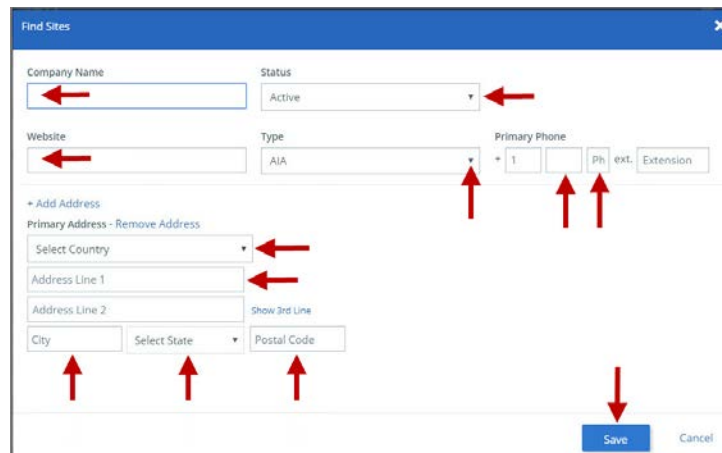 Find Sites
Company Name
Status
Active
Website
Type
Primary Phone
AIA
+ 1 Ph ext. Extension
+ Add Address
Primary Address - Remove Address
Select Country
Address Line 1
Address Line 2 Show 3rd Line
City Select State Postal Code
Save Cancel